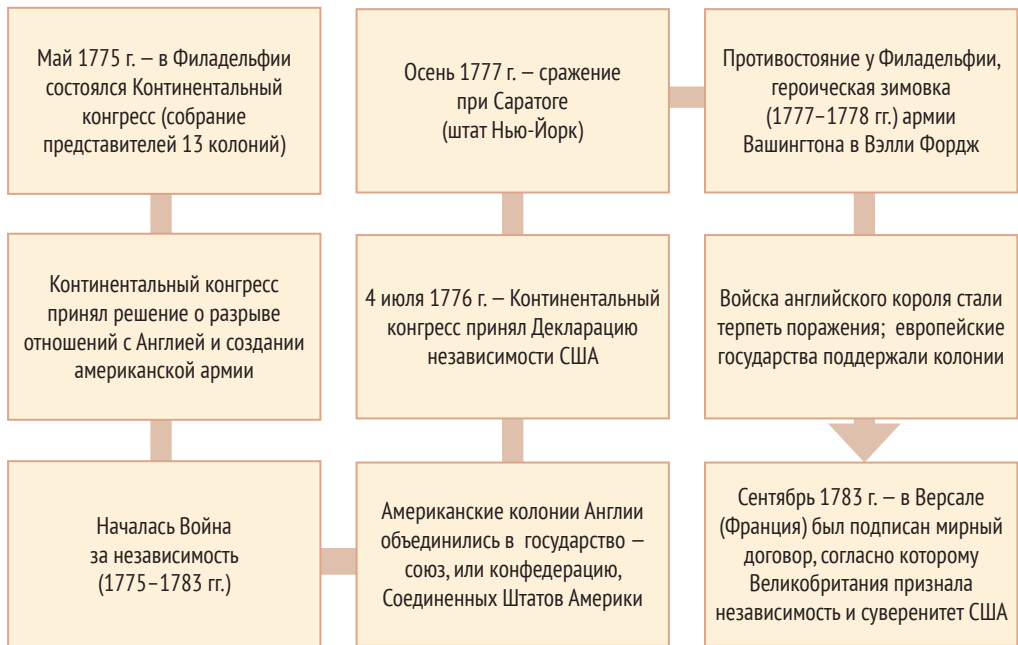 Май 1775 г. – в Филадельфии
состоялся Континентальный
конгресс (собрание
представителей 13 колоний)
Континентальный конгресс
принял решение о разрыве
отношений с Англией и создании
американской армии
Началась Война
за независимость
(1775–1783 гг.)
Американские колонии Англии
объединились в государство –
союз, или конфедерацию,
Соединенных Штатов Америки
4 июля 1776 г. – Континентальный
конгресс принял Декларацию
независимости США
Осень 1777 г. – сражение
при Саратоге
(штат Нью-Йорк)
Противостояние у Филадельфии,
героическая зимовка
(1777–1778 гг.) армии
Вашингтона в Вэлли Фордж
Войска английского короля стали
терпеть поражения; европейские
государства поддержали колонии
Сентябрь 1783 г. – в Версале
(Франция) был подписан мирный
договор, согласно которому
Великобритания признала
независимость и суверенитет США